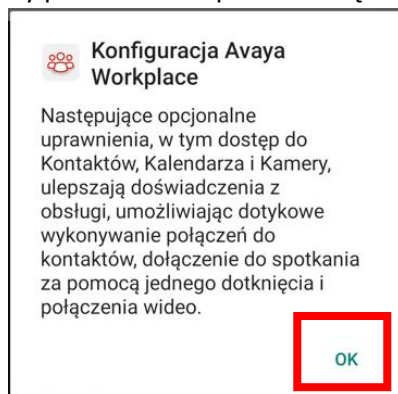 Konfiguracja Avaya
Workplace
Następujące opcjonalne
uprawnienia, w tym dostęp do
Kontaktów, Kalendarza i Kamery,
ulepszają doświadczenia z
obsługi, umożliwiając dotykowe
wykonywanie połączeń do
kontaktów, dołączenie do spotkania
za pomocą jednego dotknięcia i
połączenia wideo.
OK